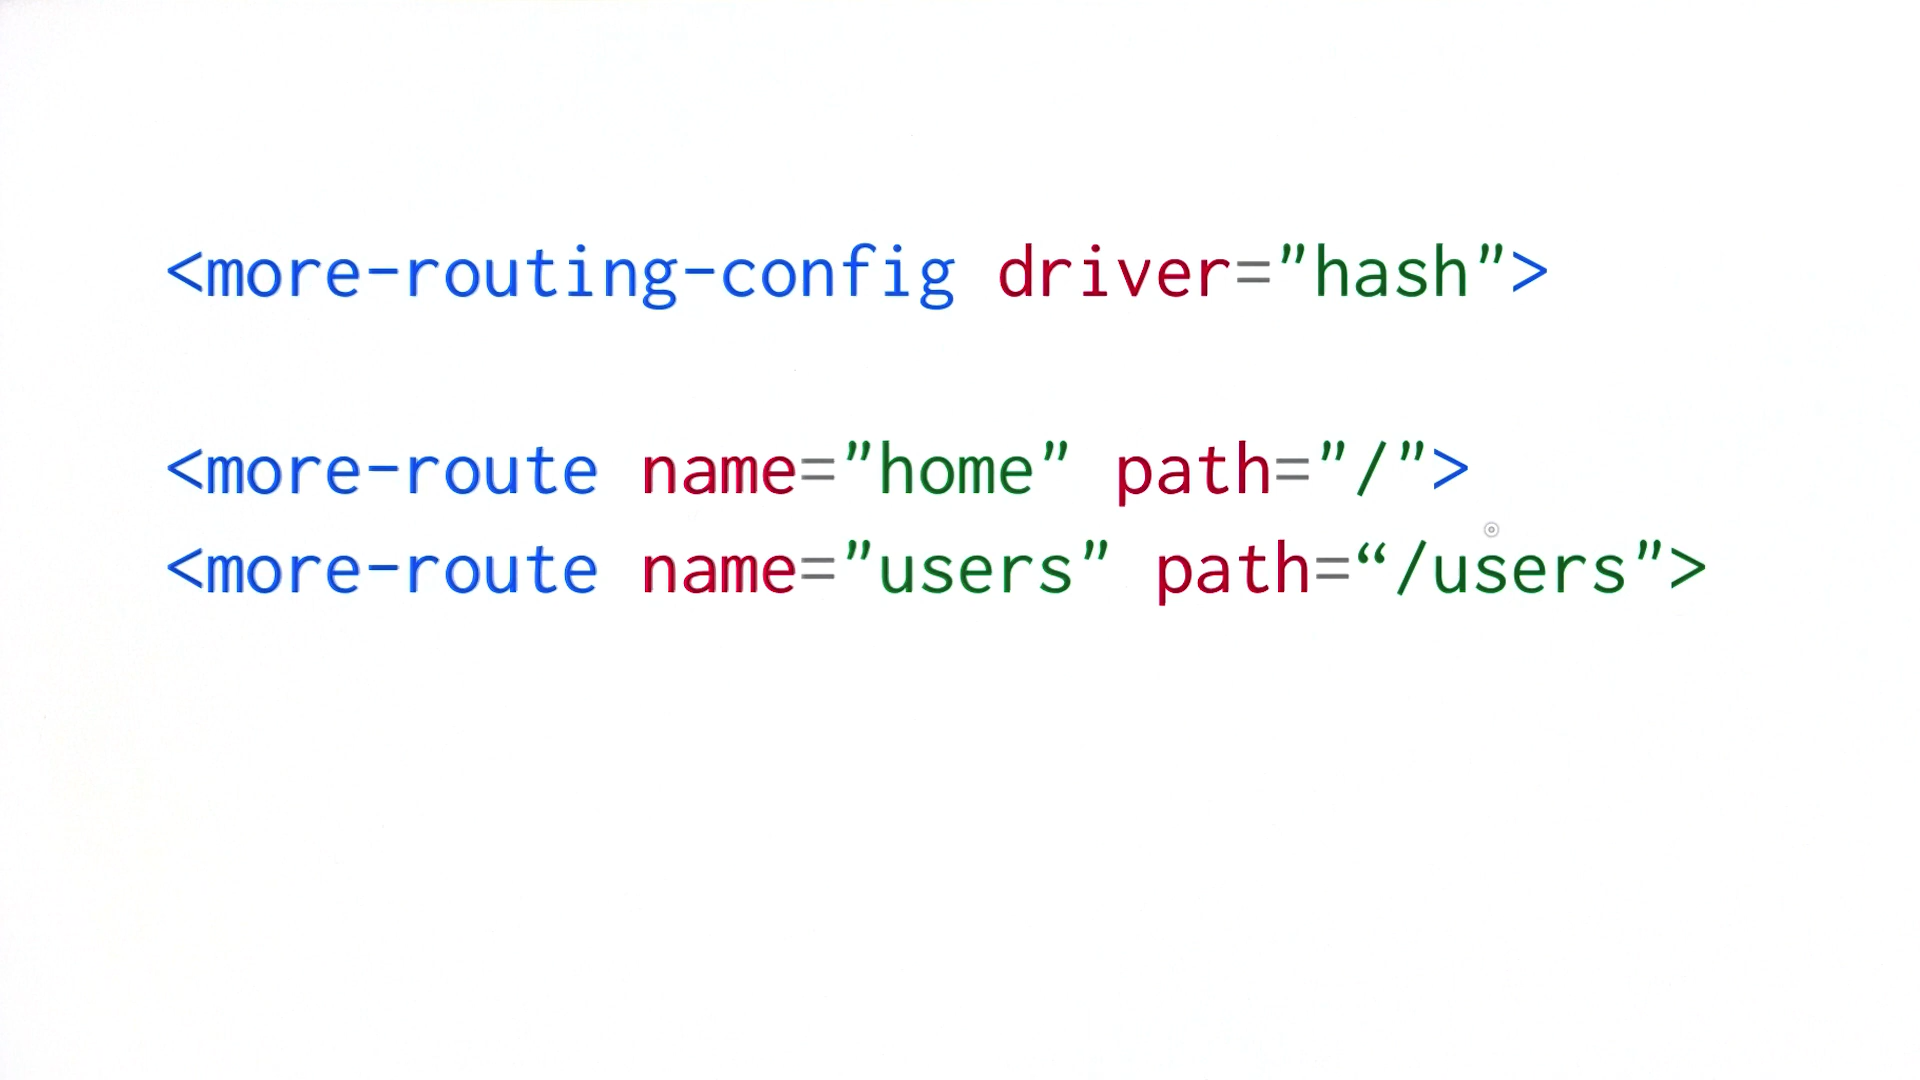 <more-routing-config driver="hash">
<more-route name="home" path="/">
<more-route name="users" path=“/users">